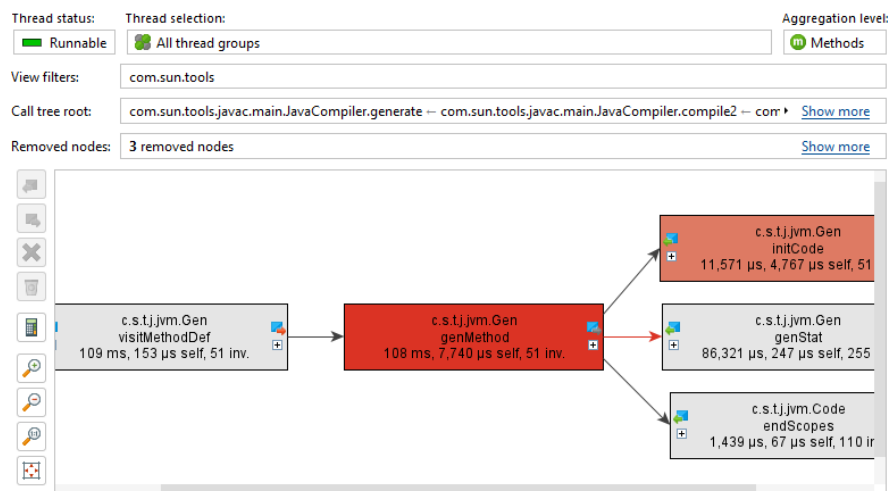 Thread status:
Thread selection:
Aggregation level:
Runnable
All thread groups
m Methods
View filters:
com.sun.tools
Call tree root:
com.sun.tools.javac.main.JavaCompiler.generate ← com.sun.tools.javac.main.JavaCompiler.compile2 ← com
Show more
Removed nodes:
3 removed nodes
Show more
c.s.t.j.jvm.Gen
visitMethodDef
109 ms, 153 µs self, 51 inv.
c.s.t.j.jvm.Gen
genMethod
108 ms, 7,740 µs self, 51 inv.
c.s.t.j.jvm.Gen
initCode
11,571 µs, 4,767 µs self, 51
c.s.t.j.jvm.Gen
genStat
86,321 µs, 247 µs self, 255
c.s.t.j.jvm.Code
endScopes
1,439 µs, 67 µs self, 110 in